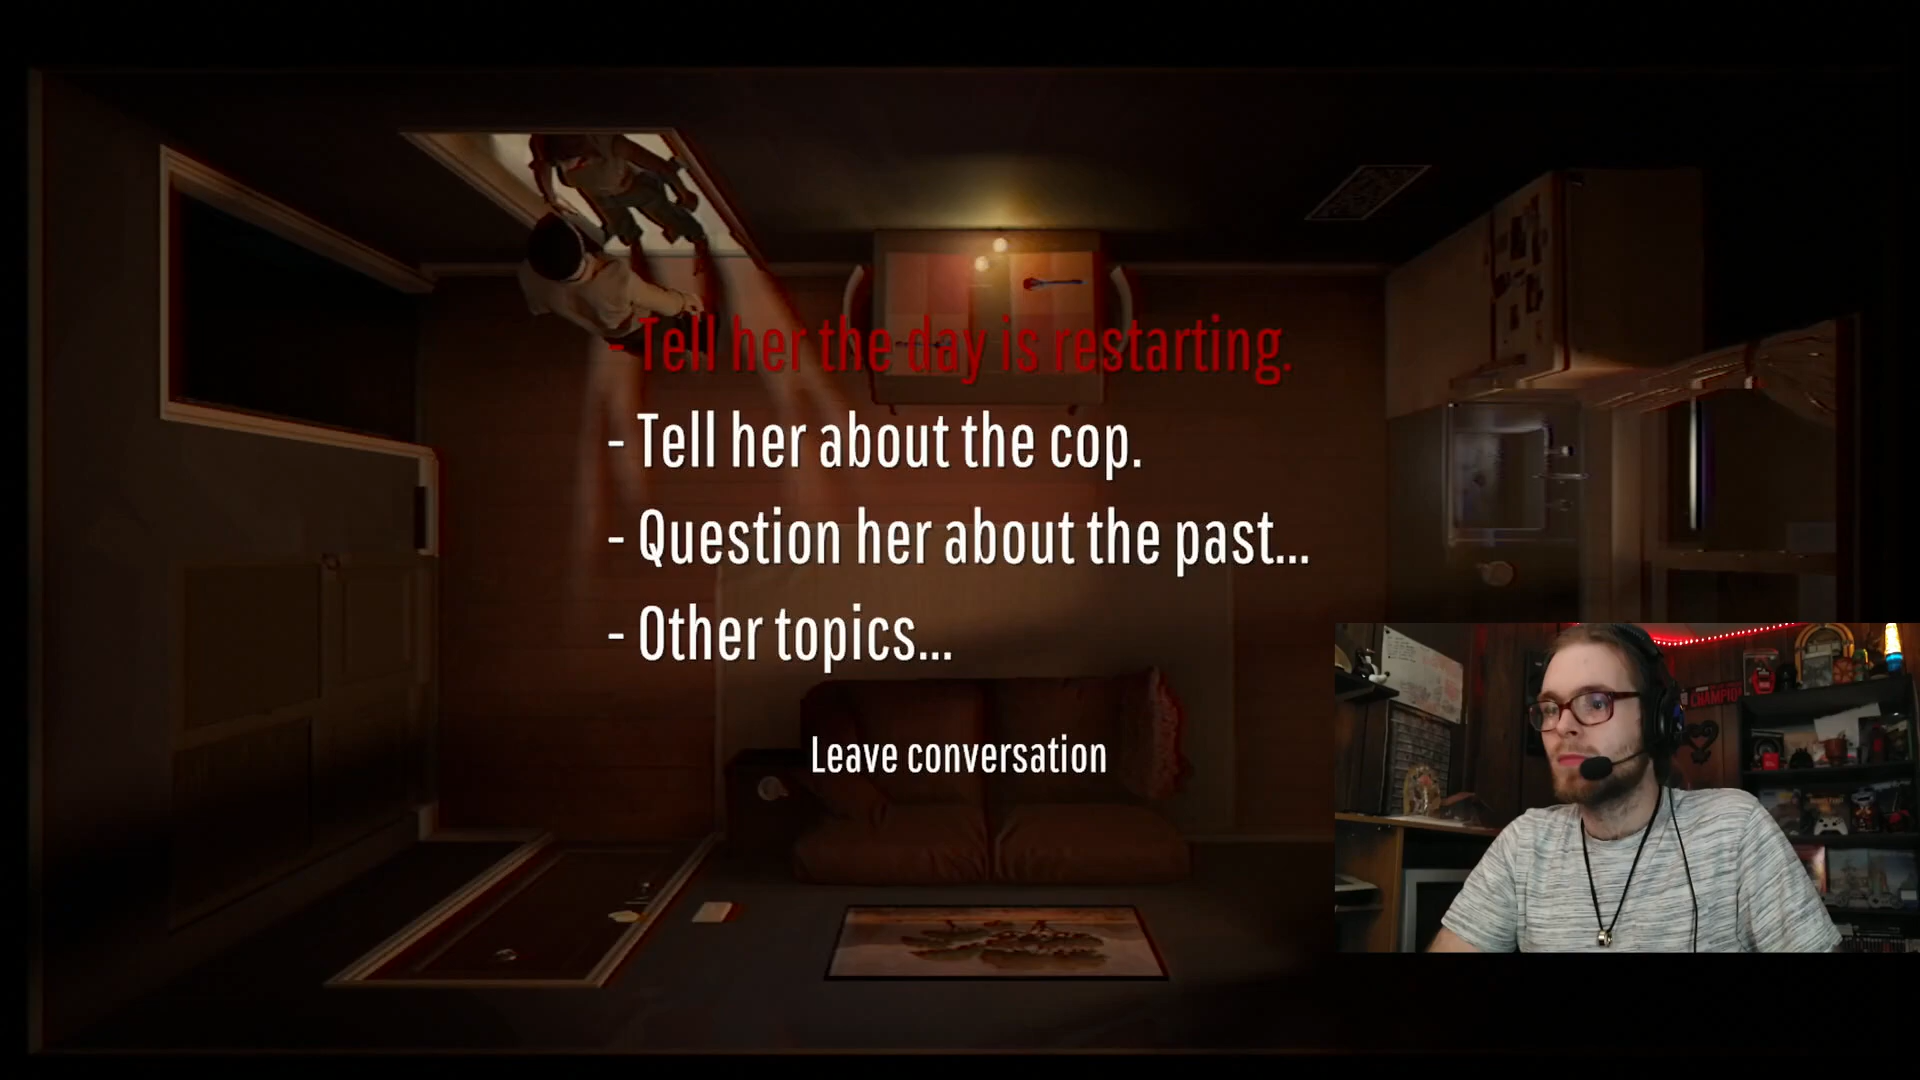 - Tell her the day is restarting.
- Tell her about the cop.
- Question her about the past...
- Other topics...
Leave conversation
CHAMPION